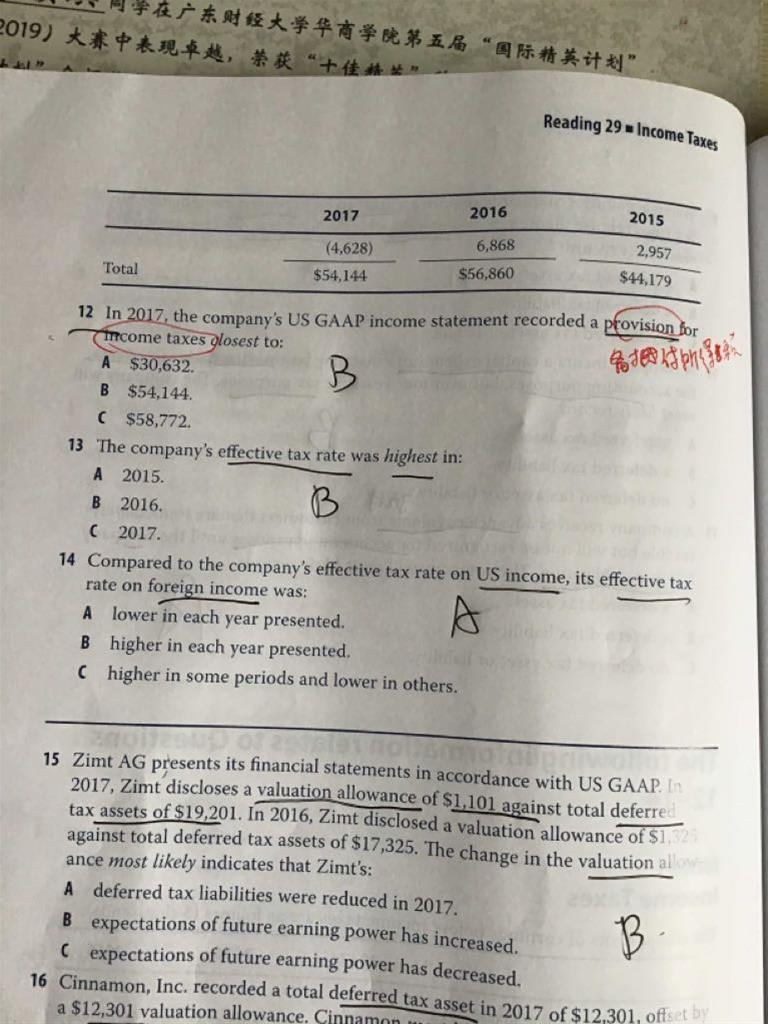 同学在广东财经大学华商学院第五届“国际精英计划”
2019）大赛中表现卓越，荣获“十佳精英”
Reading 29 ■ Income Taxes
2017 2016 2015
(4,628) 6,868 2,957
Total $54,144 $56,860 $44,179
12 In 2017, the company's US GAAP income statement recorded a provision for
income taxes closest to:
A $30,632.
B
B $54,144.
C $58,772.
13 The company's effective tax rate was highest in:
A 2015.
B 2016.
B
C 2017.
14 Compared to the company's effective tax rate on US income, its effective tax
rate on foreign income was:
A lower in each year presented.
A
B higher in each year presented.
C higher in some periods and lower in others.
15 Zimt AG presents its financial statements in accordance with US GAAP. In
2017, Zimt discloses a valuation allowance of $1,101 against total deferred
tax assets of $19,201. In 2016, Zimt disclosed a valuation allowance of $1,325
against total deferred tax assets of $17,325. The change in the valuation allow-
ance most likely indicates that Zimt's:
A deferred tax liabilities were reduced in 2017.
B expectations of future earning power has increased.
B
C expectations of future earning power has decreased.
16 Cinnamon, Inc. recorded a total deferred tax asset in 2017 of $12,301, offset by
a $12,301 valuation allowance. Cinnamon